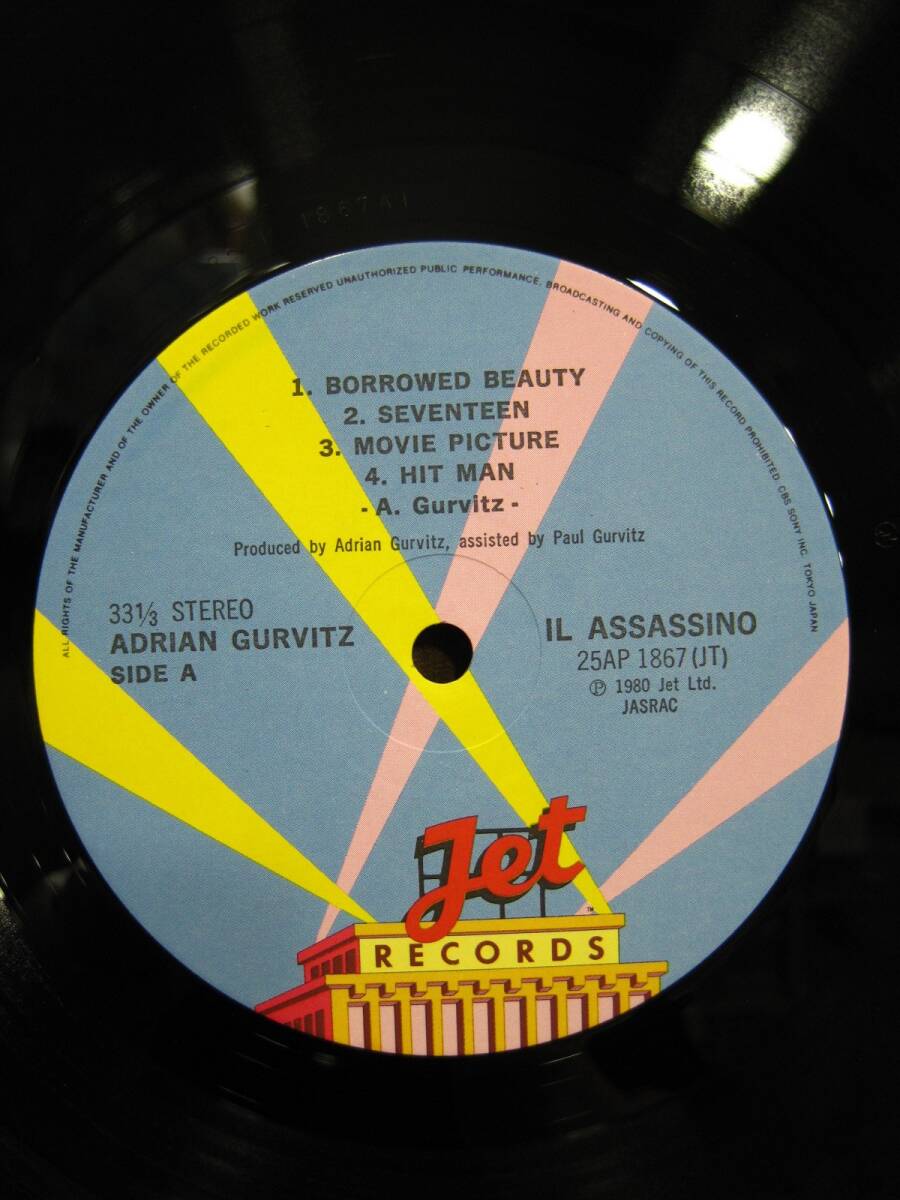 1867A1
ALL RIGHTS OF THE MANUFACTURER AND OF THE OWNER OF THE RECORDED WORK RESERVED UNAUTHORIZED PUBLIC PERFORMANCE, BROADCASTING AND COPYING OF THIS RECORD PROHIBITED. CBS SONY INC. TOKYO JAPAN
1. BORROWED BEAUTY
2. SEVENTEEN
3. MOVIE PICTURE
4. HIT MAN
- A. Gurvitz -
Produced by Adrian Gurvitz, assisted by Paul Gurvitz
33⅓ STEREO
ADRIAN GURVITZ
SIDE A
IL ASSASSINO
25AP 1867 (JT)
℗ 1980 Jet Ltd.
JASRAC
Jet
TM
RECORDS